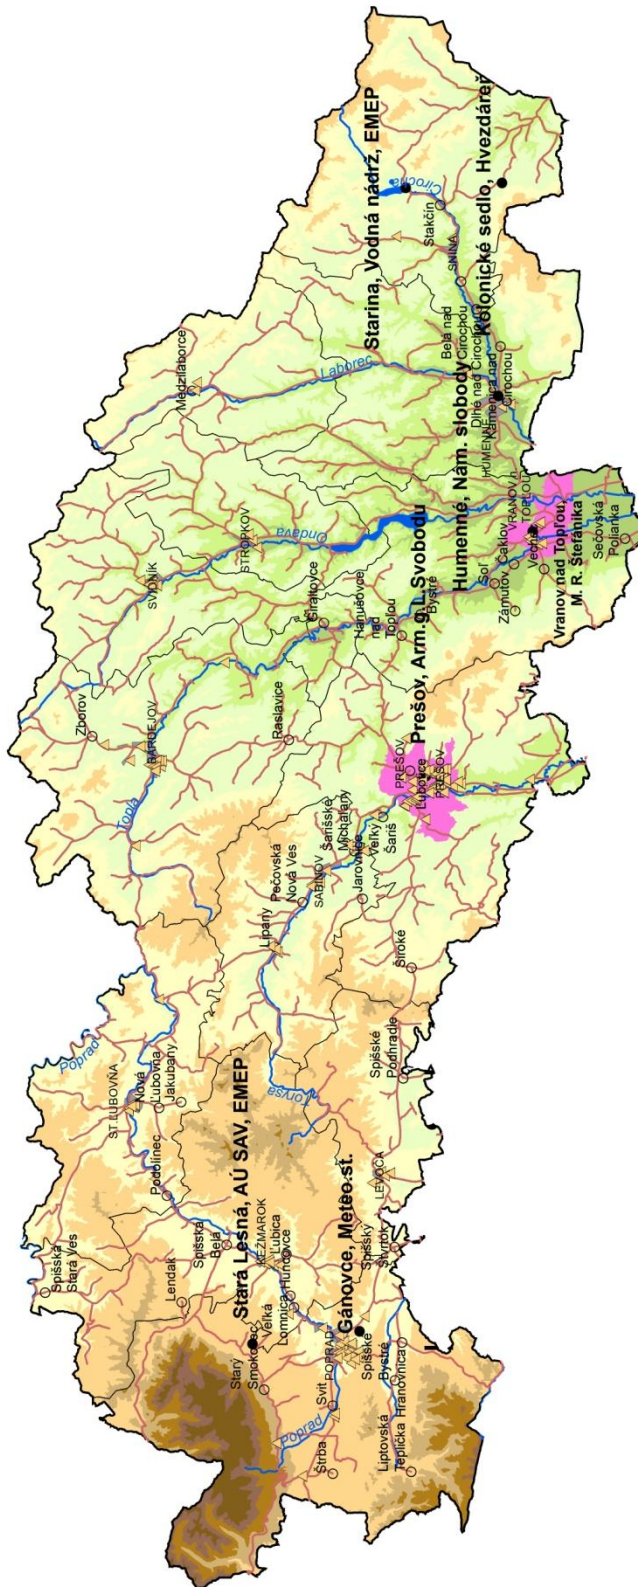 Spišská
Stará Ves
Poprad
ST.ĽUBOVŇA
Nová
Ľubovňa
Jakubany
Podolínec
Zborov
BARDEJOV
Topľa
SVIDNÍK
STROPKOV
Ondava
Medzilaborce
Laborec
Lendak
Spišská
Belá
KEŽMAROK
Ľubica
Huncovce
Veľká
Lomnica
Stará Lesná, AÚ SAV, EMEP
Starý
Smokovec
Torysa
Lipany
Pečovská
Nová Ves
SABINOV
Šarišské
Michaľany
Jarovnice
Veľký
Šariš
Raslavice
Giraltovce
Hanušovce
nad
Topľou
Bystré
Starina, Vodná nádrž, EMEP
Cirocha
Stakčín
SNINA
Belá nad
Cirochou
Dlhé nad Cirochou
Kamenica nad
Cirochou
HUMENNÉ
Kolonické sedlo, Hvezdáreň
Humenné, Nám. slobody
Prešov, Arm.g.L.Svobodu
PREŠOV
Ľubovce
PREŠOV
Poprad
Štrba
Svit
POPRAD
Gánovce, Meteo.st.
Spišské
Bystré
Hranovnica
Liptovská
Teplička
Spišský
Štvrtok
LEVOČA
Spišské
Podhradie
Široké
Soľ
Čaklov
Zámutov
VRANOV n.
TOPĽOU
Vechec
Vranov nad Topľou,
M. R. Štefánika
Sečovská
Polianka